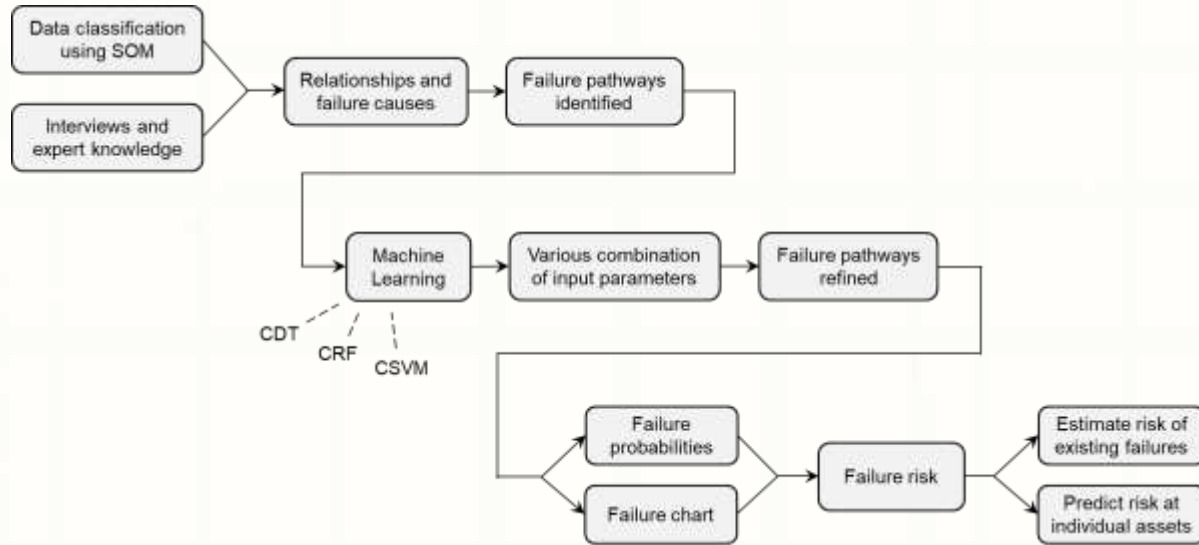 Data classification
using SOM
Interviews and
expert knowledge
Relationships and
failure causes
Failure pathways
identified
Machine
Learning
CDT
CRF
CSVM
Various combination
of input parameters
Failure pathways
refined
Failure
probabilities
Failure chart
Failure risk
Estimate risk of
existing failures
Predict risk at
individual assets